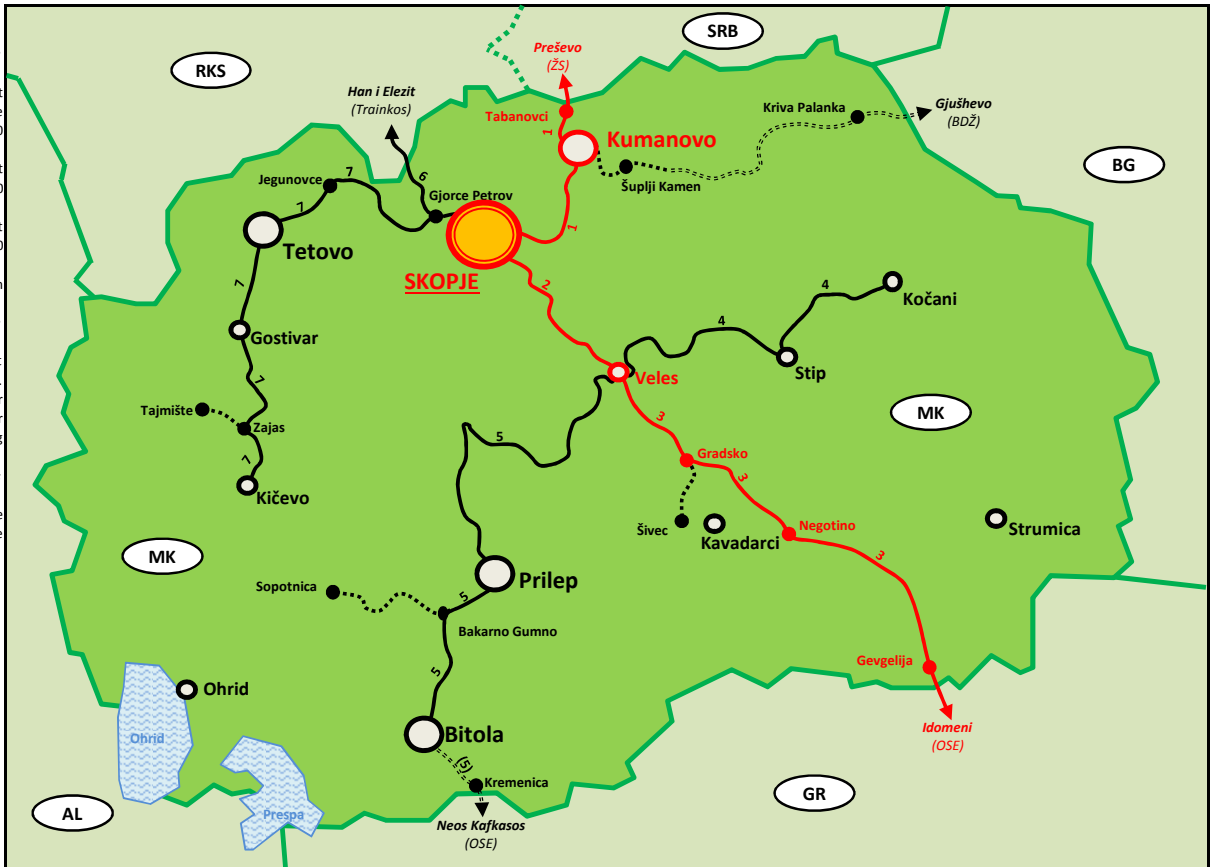 SRB
RKS
Preševo
(ŽS)
Han i Elezit
(Trainkos)
Kriva Palanka
Gjuševo
(BDŽ)
Tabanovci
1
Kumanovo
BG
Šuplji Kamen
7
6
Jegunovce
Gjorce Petrov
7
1
Tetovo
SKOPJE
7
2
4
Kočani
4
Gostivar
Stip
Veles
7
Tajmište
Zajas
3
MK
5
7
Gradsko
3
Kičevo
Šivec
Kavadarci
Negotino
Strumica
MK
3
Prilep
Sopotnica
5
Bakarno Gumno
5
Gevgelija
Ohrid
Ohrid
Bitola
Idomeni
(OSE)
(5)
Kremenica
GR
AL
Prespa
Neos Kafkasos
(OSE)